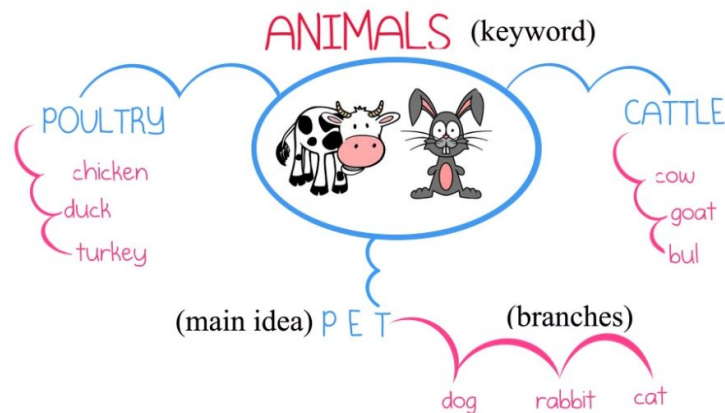 ANIMALS (keyword)
POULTRY
chicken
duck
turkey
CATTLE
cow
goat
bul
(main idea) PET
(branches)
dog rabbit cat